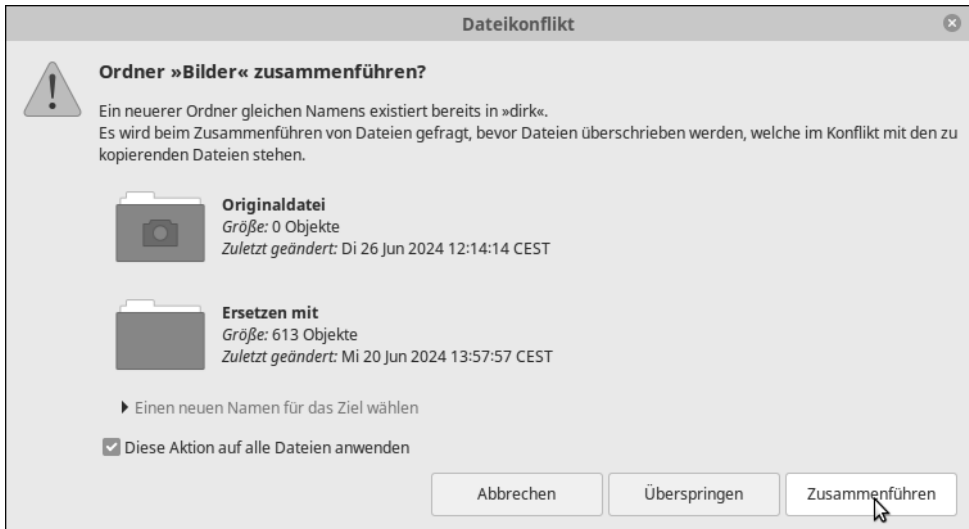 Dateikonflikt
Ordner »Bilder« zusammenführen?
Ein neuerer Ordner gleichen Namens existiert bereits in »dirk«.
Es wird beim Zusammenführen von Dateien gefragt, bevor Dateien überschrieben werden, welche im Konflikt mit den zu
kopierenden Dateien stehen.
Originaldatei
Größe: 0 Objekte
Zuletzt geändert: Di 26 Jun 2024 12:14:14 CEST
Ersetzen mit
Größe: 613 Objekte
Zuletzt geändert: Mi 20 Jun 2024 13:57:57 CEST
Einen neuen Namen für das Ziel wählen
Diese Aktion auf alle Dateien anwenden
Abbrechen
Überspringen
Zusammenführen